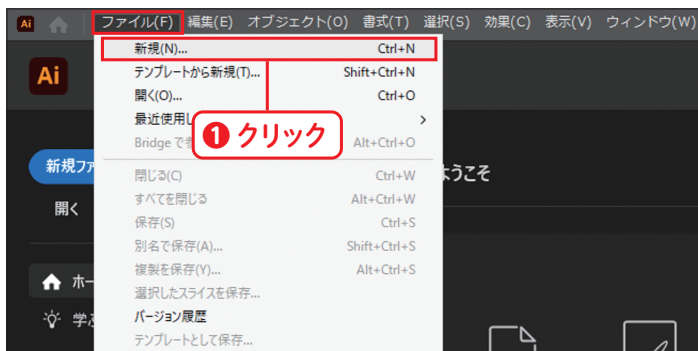 Ai ファイル(F) 編集(E) オブジェクト(O) 書式(T) 選択(S) 効果(C) 表示(V) ウィンドウ(W)
新規(N)... Ctrl+N
Ai
テンプレートから新規(T)... Shift+Ctrl+N
開く(O)... Ctrl+O
最近使用し
❶ クリック
Bridge で Alt+Ctrl+O
新規ファ
ようこそ
閉じる(C) Ctrl+W
すべてを閉じる Alt+Ctrl+W
開く
保存(S) Ctrl+S
別名で保存(A)... Shift+Ctrl+S
複製を保存(Y)... Alt+Ctrl+S
ホー
選択したスライスを保存...
バージョン履歴
学ぶ
テンプレートとして保存...